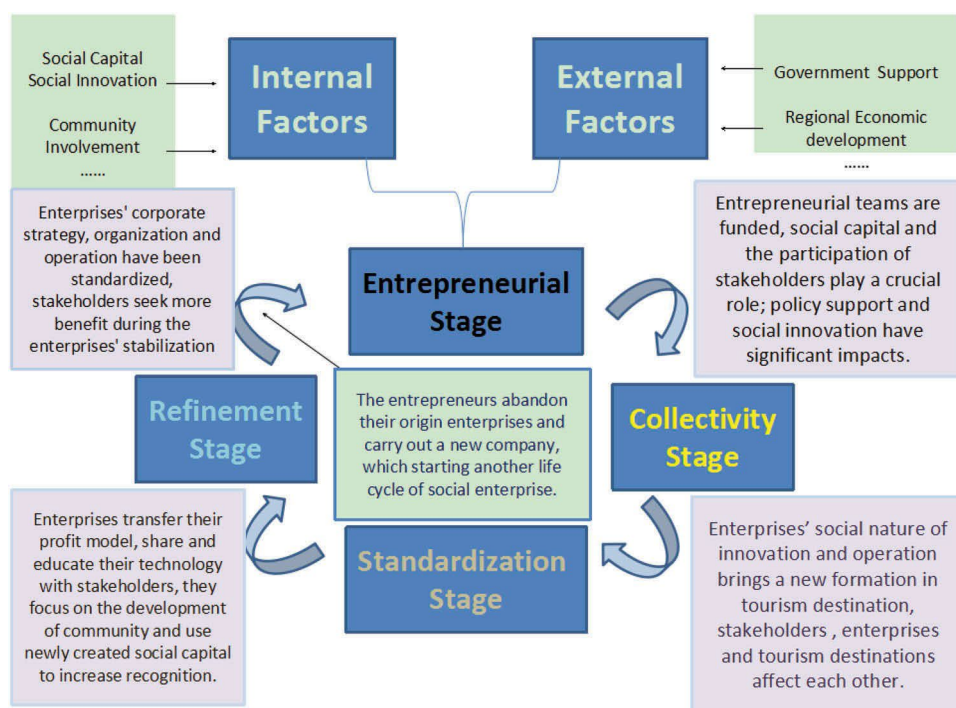 Social Capital
Social Innovation
Community
Involvement
......
Internal
Factors
External
Factors
Government Support
Regional Economic
development
......
Enterprises' corporate
strategy, organization and
operation have been
standardized,
stakeholders seek more
benefit during the
enterprises' stabilization
Entrepreneurial
Stage
Entrepreneurial teams are
funded, social capital and
the participation of
stakeholders play a crucial
role; policy support and
social innovation have
significant impacts.
Refinement
Stage
The entrepreneurs abandon
their origin enterprises and
carry out a new company,
which starting another life
cycle of social enterprise.
Collectivity
Stage
Enterprises transfer their
profit model, share and
educate their technology
with stakeholders, they
focus on the development
of community and use
newly created social capital
to increase recognition.
Standardization
Stage
Enterprises’ social nature of
innovation and operation
brings a new formation in
tourism destination,
stakeholders , enterprises
and tourism destinations
affect each other.